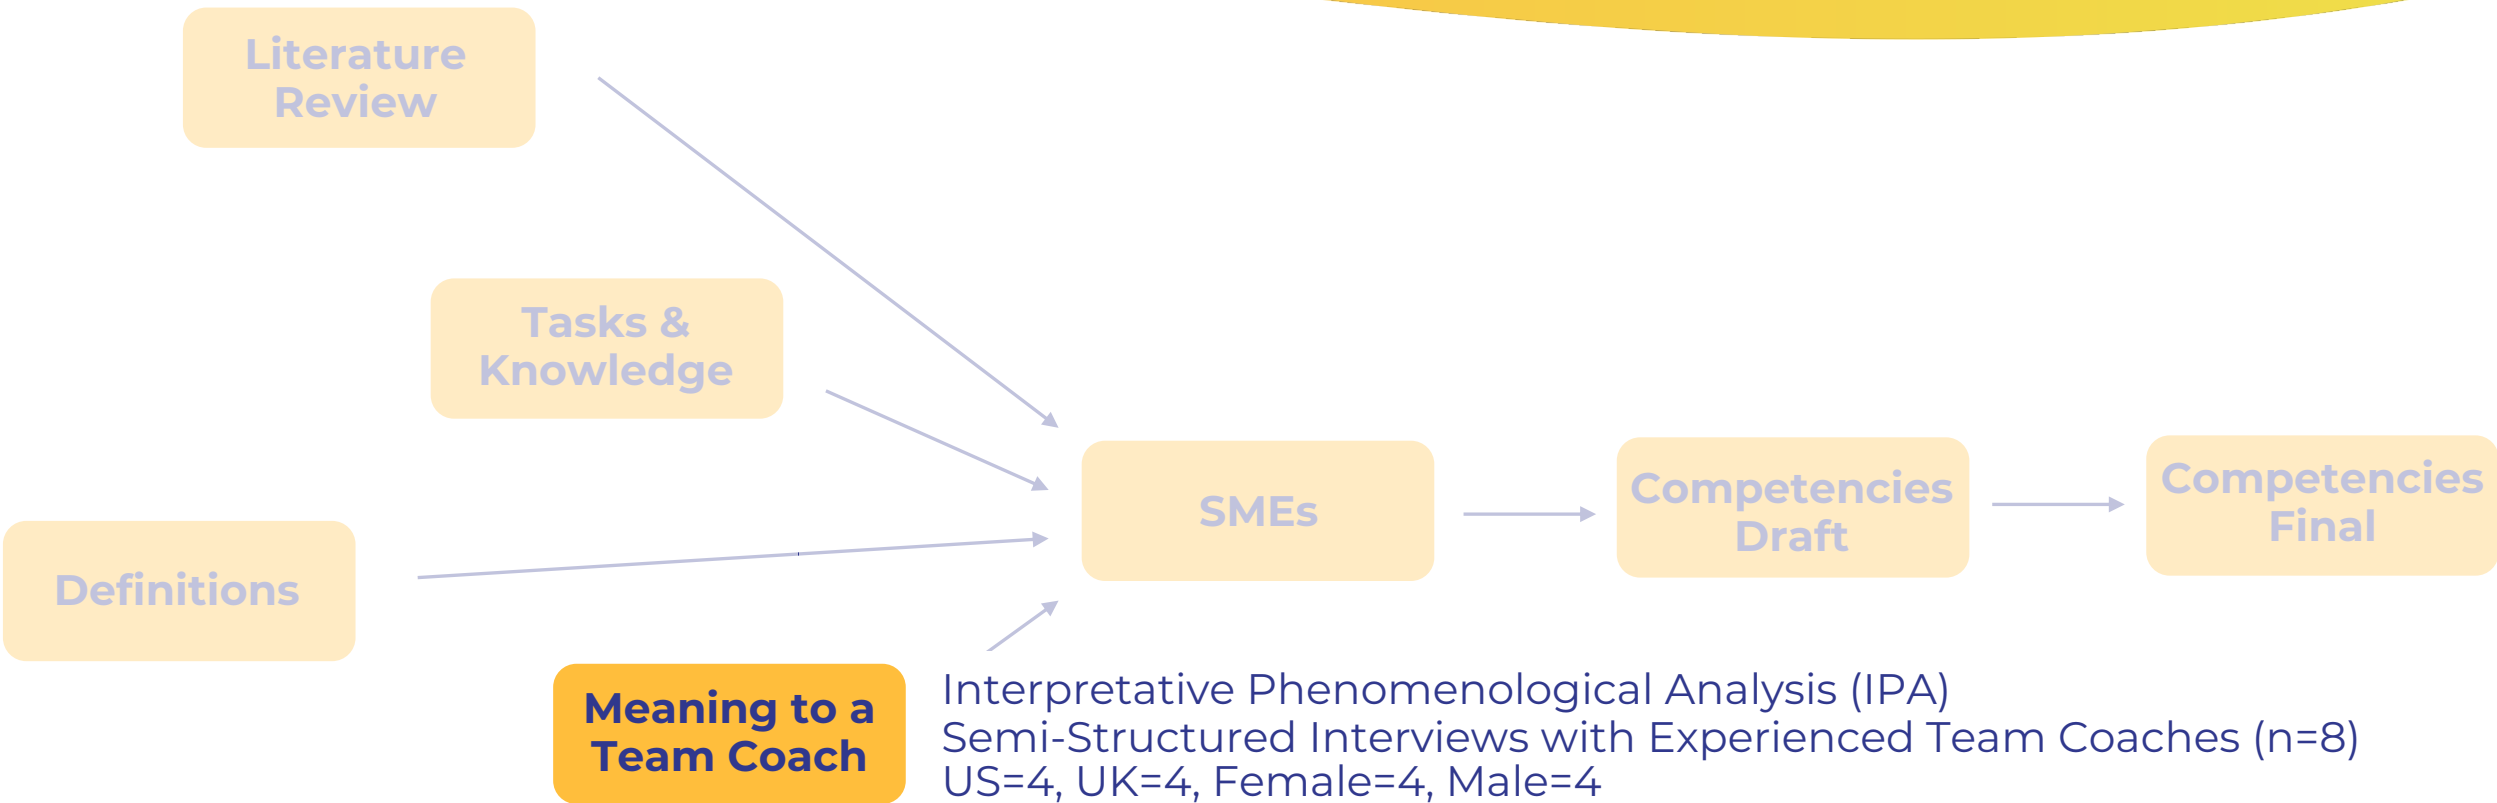 Literature
Review
Tasks &
Knowledge
Definitions
SMEs
Competencies
Draft
Competencies
Final
Meaning to a
Team Coach
Interpretative Phenomenological Analysis (IPA)
Semi-Structured Interviews with Experienced Team Coaches (n=8)
US=4, UK=4, Female=4, Male=4